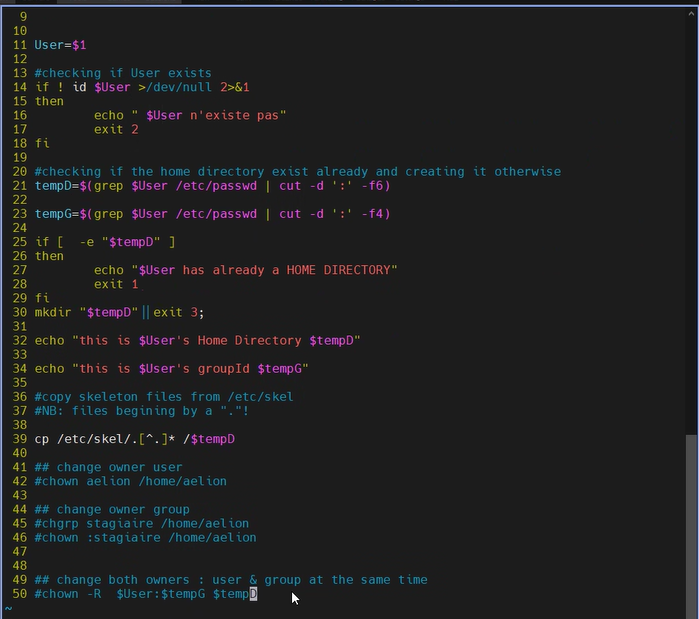 9
10
11 User=$1
12
13 #checking if User exists
14 if ! id $User >/dev/null 2>&1
15 then
16         echo " $User n'existe pas"
17         exit 2
18 fi
19
20 #checking if the home directory exist already and creating it otherwise
21 tempD=$(grep $User /etc/passwd | cut -d ':' -f6)
22
23 tempG=$(grep $User /etc/passwd | cut -d ':' -f4)
24
25 if [  -e "$tempD" ]
26 then
27         echo "$User has already a HOME DIRECTORY"
28         exit 1
29 fi
30 mkdir "$tempD"||exit 3;
31
32 echo "this is $User's Home Directory $tempD"
33
34 echo "this is $User's groupId $tempG"
35
36 #copy skeleton files from /etc/skel
37 #NB: files begining by a "."!
38
39 cp /etc/skel/.[^.]* /$tempD
40
41 ## change owner user
42 #chown aelion /home/aelion
43
44 ## change owner group
45 #chgrp stagiaire /home/aelion
46 #chown :stagiaire /home/aelion
47
48
49 ## change both owners : user & group at the same time
50 #chown -R  $User:$tempG $tempD
~